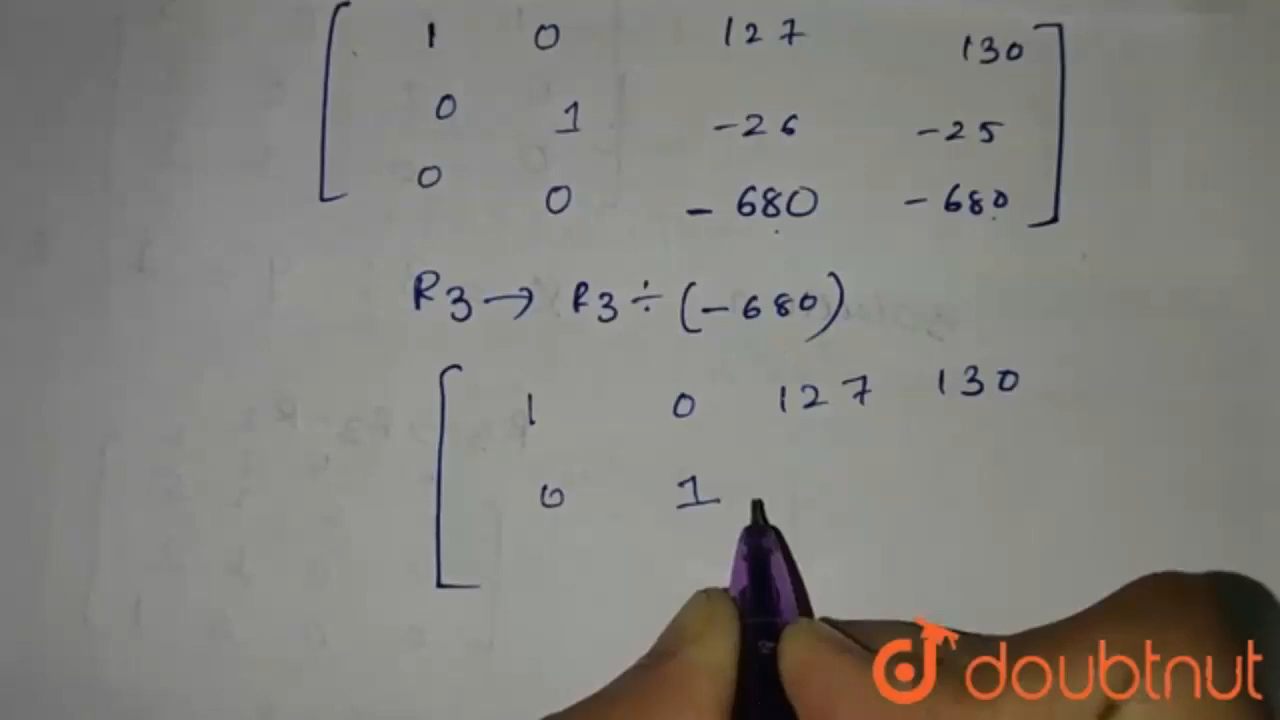 1 0 127 130
0 1 -26 -25
0 0 -680 -680
R3 → R3 ÷ (-680)
1 0 127 130
0 1
doubtnut